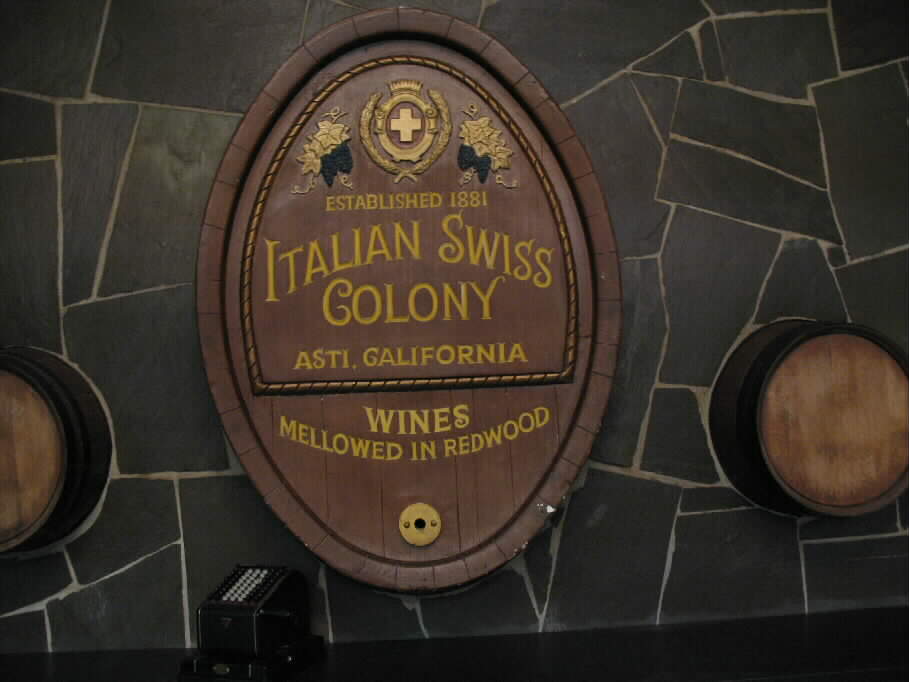 ESTABLISHED 1881
ITALIAN SWISS
COLONY
ASTI, CALIFORNIA
WINES
MELLOWED IN REDWOOD